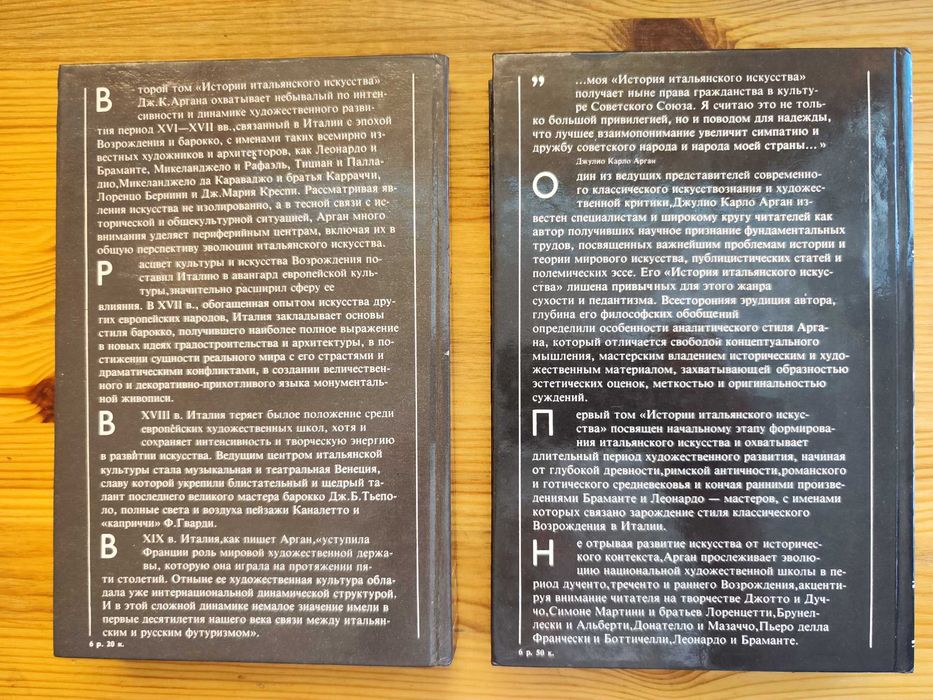 Второй том «Истории итальянского искусства»
Дж.К.Аргана охватывает небывалый по интен-
сивности и динамике художественного разви-
тия период XVI—XVII вв.,связанный в Италии с эпохой
Возрождения и барокко, с именами таких всемирно из-
вестных художников и архитекторов, как Леонардо и
Браманте, Микеланджело и Рафаэль, Тициан и Палла-
дио,Микеланджело да Караваджо и братья Карраччи,
Лоренцо Бернини и Дж.Мария Креспи. Рассматривая яв-
ления искусства не изолированно, а в тесной связи с ис-
торической и общекультурной ситуацией, Арган много
внимания уделяет периферийным центрам, включая их в
общую перспективу эволюции итальянского искусства.
Расцвет культуры и искусства Возрождения по-
ставил Италию в авангард европейской куль-
туры,значительно расширил сферу ее
влияния. В XVII в., обогащенная опытом искусства дру-
гих европейских народов, Италия закладывает основы
стиля барокко, получившего наиболее полное выражение
в новых идеях градостроительства и архитектуры, в по-
стижении сущности реального мира с его страстями и
драматическими конфликтами, в создании величествен-
ного и декоративно-прихотливого языка монументаль-
ной живописи.
В XVIII в. Италия теряет былое положение среди
европейских художественных школ, хотя и
сохраняет интенсивность и творческую энергию
в развитии искусства. Ведущим центром итальянской
культуры стала музыкальная и театральная Венеция,
славу которой укрепили блистательный и щедрый та-
лант последнего великого мастера барокко Дж.Б.Тьепо-
ло, полные света и воздуха пейзажи Каналетто и
«каприччи» Ф.Гварди.
В XIX в. Италия,как пишет Арган,«уступила
Франции роль мировой художественной держа-
вы, которую она играла на протяжении пя-
ти столетий. Отныне ее художественная культура обла-
дала уже интернациональной динамической структурой.
И в этой сложной динамике немалое значение имели в
первые десятилетия нашего века связи между итальян-
ским и русским футуризмом».
6 р. 20 к.
” …моя «История итальянского искусства»
получает ныне права гражданства в культу-
ре Советского Союза. Я считаю это не толь-
ко большой привилегией, но и поводом для надежды,
что лучшее взаимопонимание увеличит симпатию и
дружбу советского народа и народа моей страны… »
Джулио Карло Арган
Один из ведущих представителей современно-
го классического искусствознания и художес-
твенной критики,Джулио Карло Арган из-
вестен специалистам и широкому кругу читателей как
автор получивших научное признание фундаментальных
трудов, посвященных важнейшим проблемам истории и
теории мирового искусства, публицистических статей и
полемических эссе. Его «История итальянского искус-
ства» лишена привычных для этого жанра
сухости и педантизма. Всесторонняя эрудиция автора,
глубина его философских обобщений
определили особенности аналитического стиля Арга-
на, который отличается свободой концептуального
мышления, мастерским владением историческим и худо-
жественным материалом, захватывающей образностью
эстетических оценок, меткостью и оригинальностью
суждений.
Первый том «Истории итальянского искус-
ства» посвящен начальному этапу формирова-
ния итальянского искусства и охватывает
длительный период художественного развития, начиная
от глубокой древности,римской античности,романского
и готического средневековья и кончая ранними произве-
дениями Браманте и Леонардо — мастеров, с именами
которых связано зарождение стиля классического
Возрождения в Италии.
Не отрывая развитие искусства от историчес-
кого контекста,Арган прослеживает эволю-
цию национальной художественной школы в пе-
риод дученто,треченто и раннего Возрождения,акценти-
руя внимание читателя на творчестве Джотто и Дуч-
чо,Симоне Мартини и братьев Лоренцетти,Брунел-
лески и Альберти,Донателло и Мазаччо,Пьеро делла
Франчески и Боттичелли,Леонардо и Браманте.
6 р. 50 к.